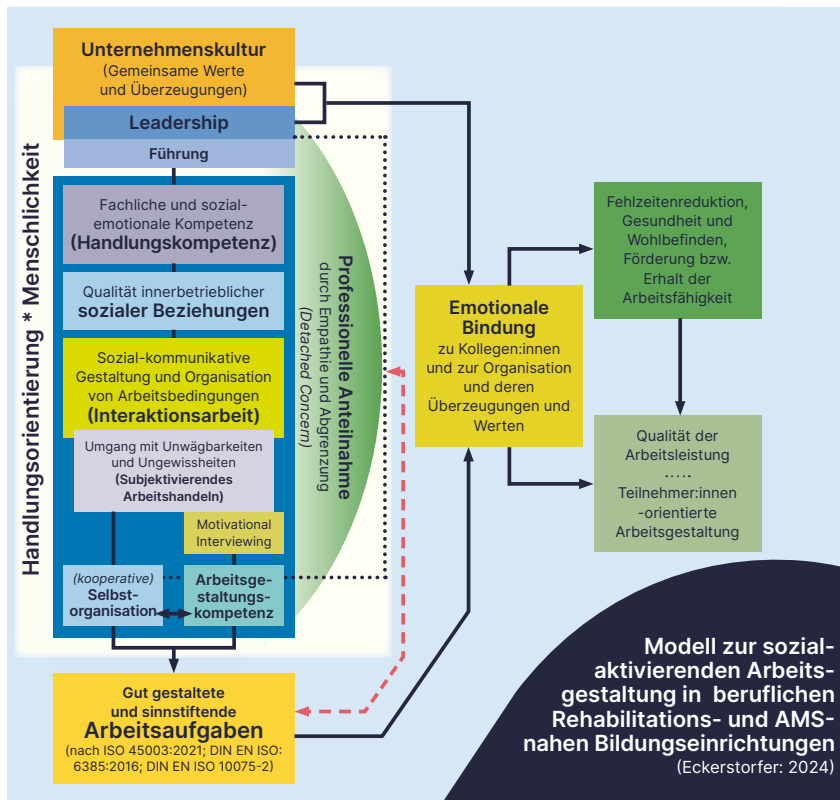 Unternehmenskultur
(Gemeinsame Werte
und Überzeugungen)
Leadership
Führung
Handlungsorientierung * Menschlichkeit
Fachliche und sozial-
emotionale Kompetenz
(Handlungskompetenz)
Qualität innerbetrieblicher
sozialer Beziehungen
Sozial-kommunikative
Gestaltung und Organisation
von Arbeitsbedingungen
(Interaktionsarbeit)
Umgang mit Unwägbarkeiten
und Ungewissheiten
(Subjektivierendes
Arbeitshandeln)
Motivational
Interviewing
(kooperative)
Selbst-
organisation
Arbeitsge-
staltungs-
kompetenz
Professionelle Anteilnahme
durch Empathie und Abgrenzung
(Detached Concern)
Gut gestaltete
und sinnstiftende
Arbeitsaufgaben
(nach ISO 45003:2021; DIN EN ISO:
6385:2016; DIN EN ISO 10075-2)
Emotionale
Bindung
zu Kollegen:innen
und zur Organisation
und deren
Überzeugungen und
Werten
Fehlzeitenreduktion,
Gesundheit und
Wohlbefinden,
Förderung bzw.
Erhalt der
Arbeitsfähigkeit
Qualität der
Arbeitsleistung
.....
Teilnehmer:innen
-orientierte
Arbeitsgestaltung
Modell zur sozial-
aktivierenden Arbeits-
gestaltung in beruflichen
Rehabilitations- und AMS-
nahen Bildungseinrichtungen
(Eckerstorfer: 2024)